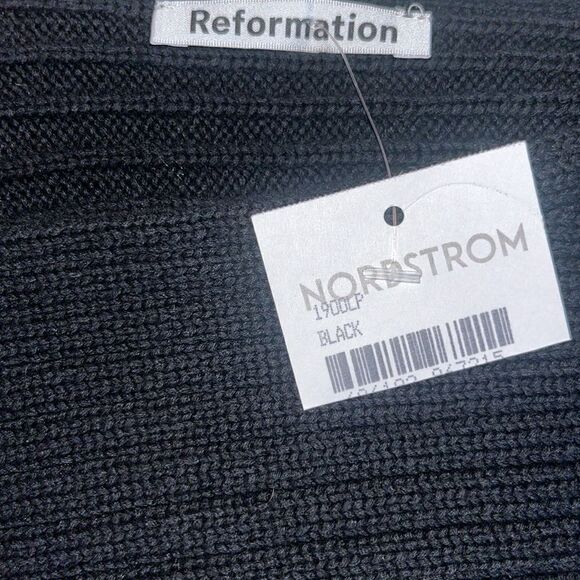 Reformation
NORDSTROM
1900LP
BLACK